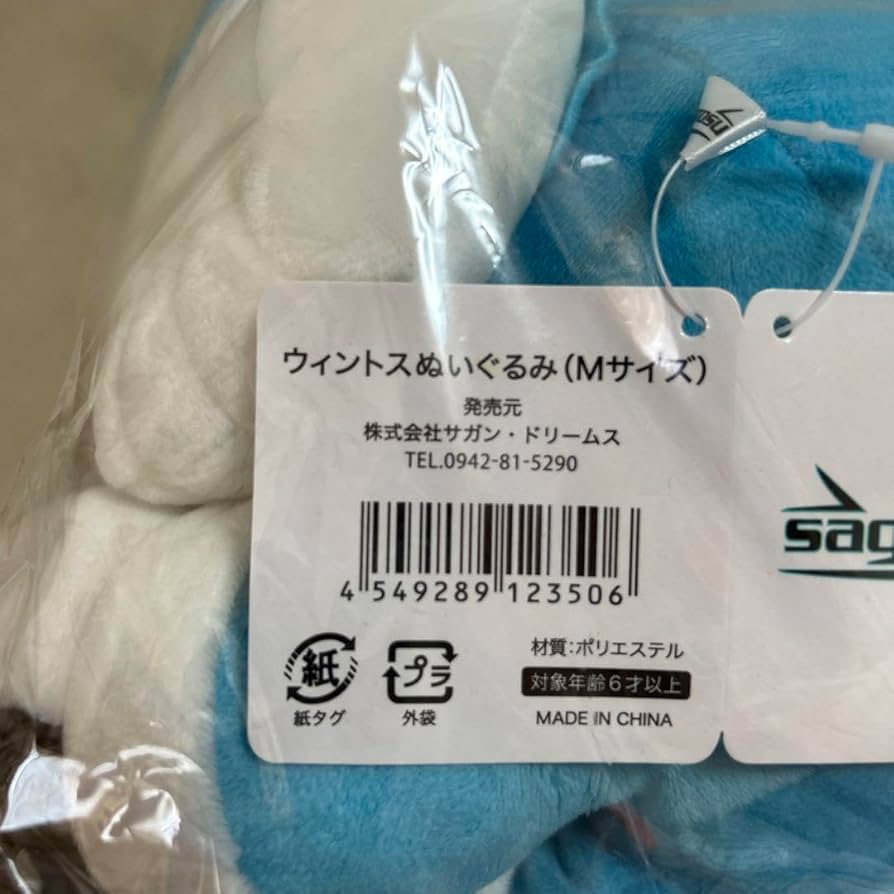 ウィントスぬいぐるみ(Mサイズ)
発売元
株式会社サガン・ドリームス
TEL.0942-81-5290
4 549289 123506
紙
紙タグ
プラ
外袋
材質:ポリエステル
対象年齢6才以上
MADE IN CHINA
sag